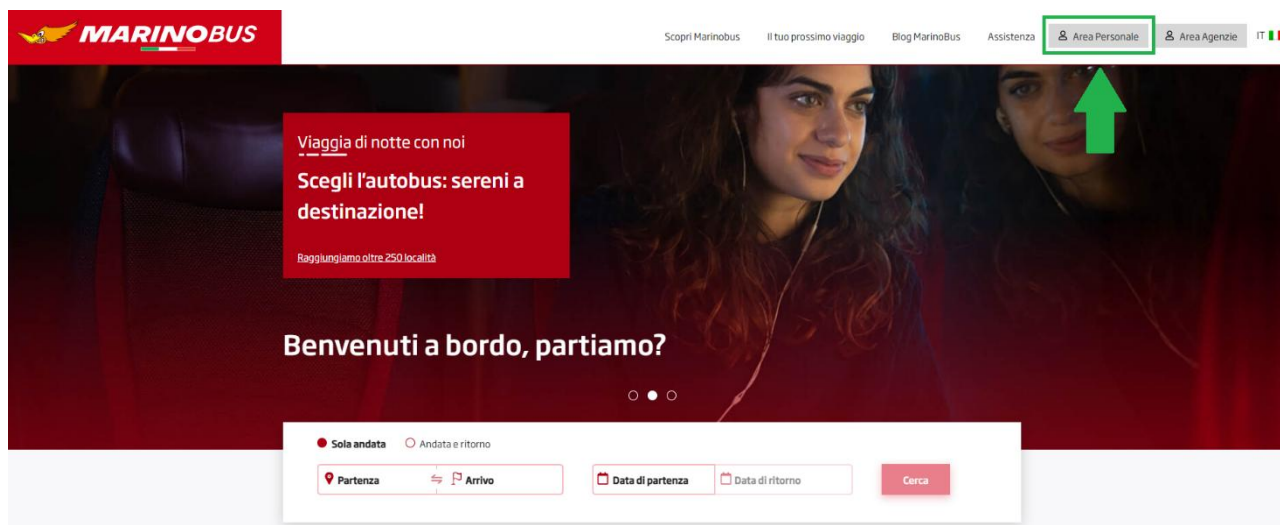 MARINOBUS
Scopri Marinobus Il tuo prossimo viaggio Blog MarinoBus Assistenza Area Personale Area Agenzie IT
Viaggia di notte con noi
Scegli l'autobus: sereni a
destinazione!
Raggiungiamo oltre 250 località
Benvenuti a bordo, partiamo?
Sola andata Andata e ritorno
Partenza Arrivo Data di partenza Data di ritorno Cerca